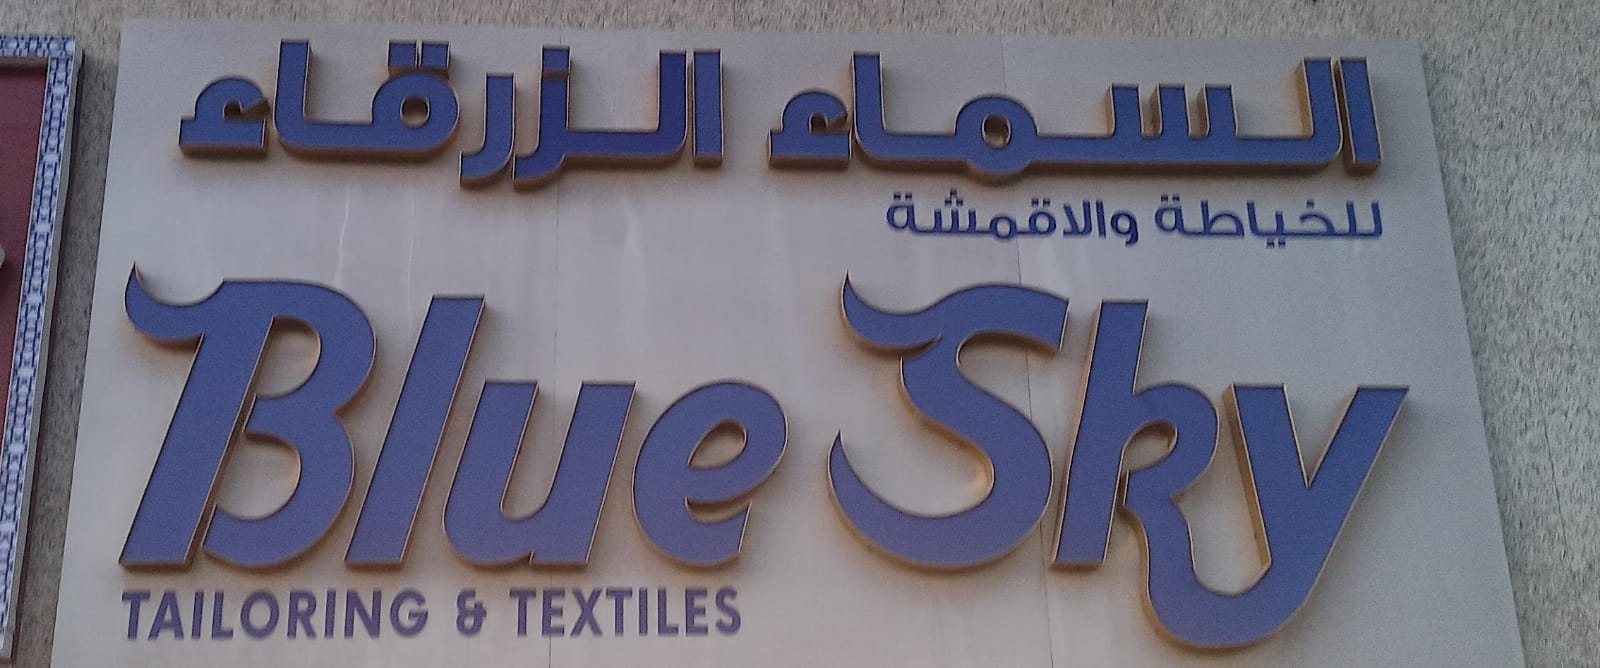 السماء الزرقاء
للخياطة والاقمشة
Blue Sky
TAILORING & TEXTILES